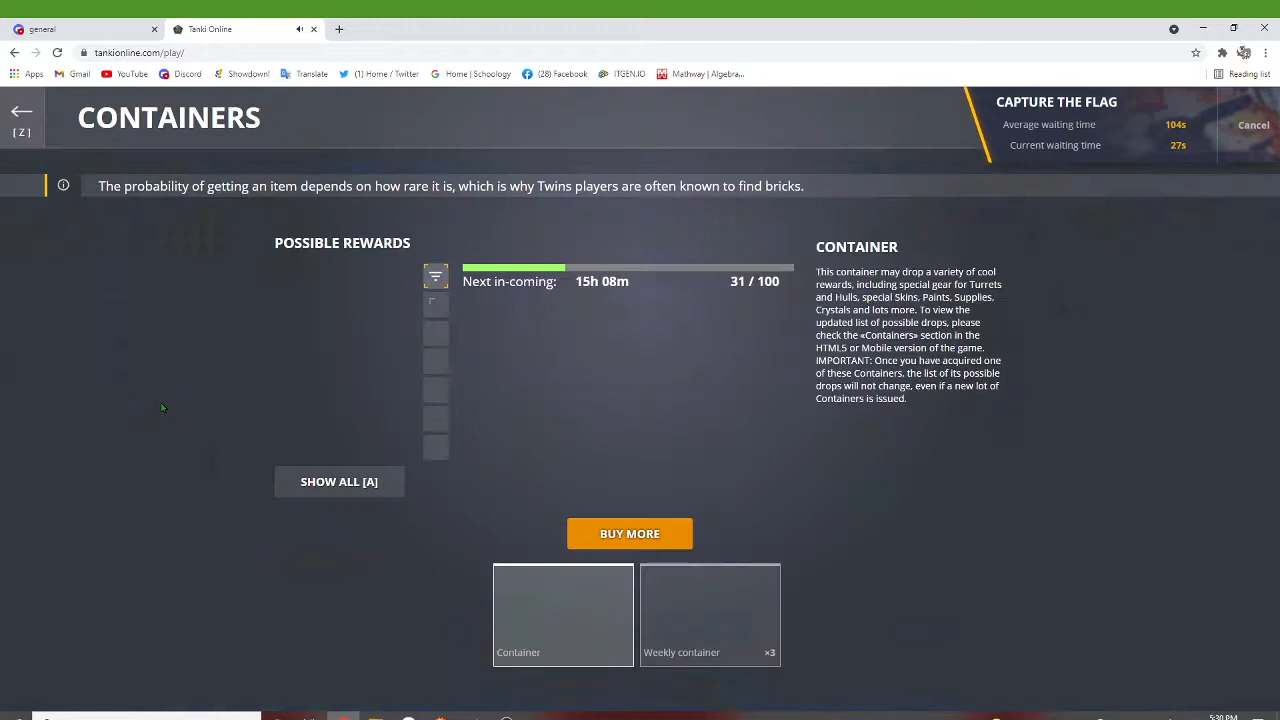 general
Tanki Online
tankionline.com/play/
Apps
Gmail
YouTube
Discord
Showdown!
Translate
(1) Home / Twitter
Home | Schoology
(28) Facebook
ITGEN.IO
Mathway | Algebra...
Reading list
[ Z ]
CONTAINERS
CAPTURE THE FLAG
Average waiting time 104s
Current waiting time 27s
Cancel
The probability of getting an item depends on how rare it is, which is why Twins players are often known to find bricks.
POSSIBLE REWARDS
Next in-coming: 15h 08m 31 / 100
SHOW ALL [A]
CONTAINER
This container may drop a variety of cool
rewards, including special gear for Turrets
and Hulls, special Skins, Paints, Supplies,
Crystals and lots more. To view the
updated list of possible drops, please
check the «Containers» section in the
HTML5 or Mobile version of the game.
IMPORTANT: Once you have acquired one
of these Containers, the list of its possible
drops will not change, even if a new lot of
Containers is issued.
BUY MORE
Container
Weekly container ×3
5:30 PM